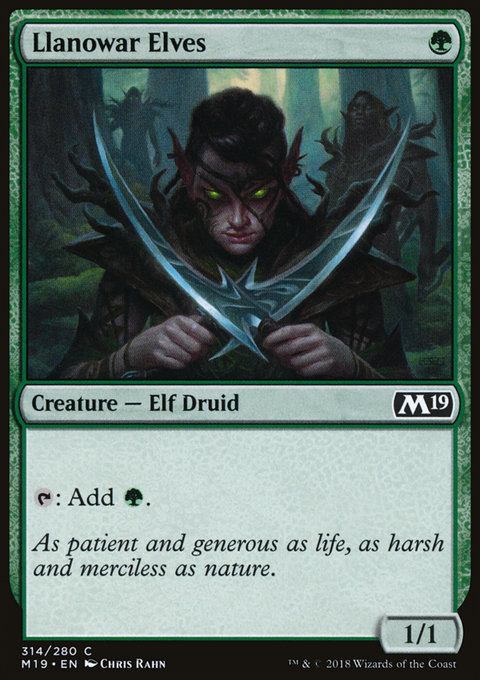 Llanowar Elves
Creature — Elf Druid
M19
: Add .
As patient and generous as life, as harsh
and merciless as nature.
1/1
314/280 C
M19 • EN Chris Rahn
™ & © 2018 Wizards of the Coast